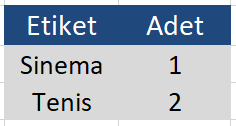 Etiket Adet
Sinema 1
Tenis 2